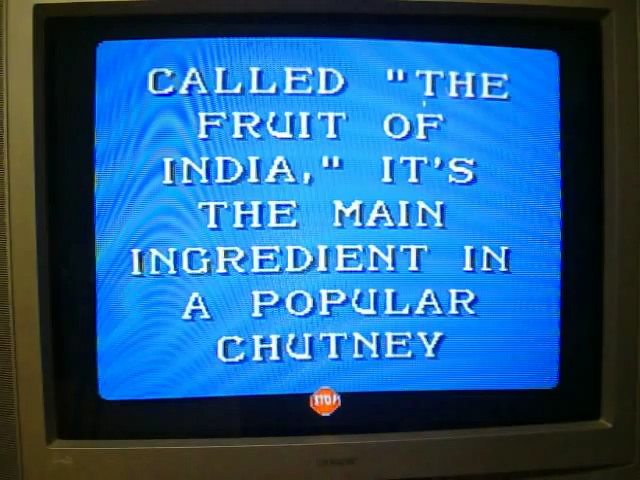 CALLED "THE
FRUIT OF
INDIA," IT'S
THE MAIN
INGREDIENT IN
A POPULAR
CHUTNEY
STOP